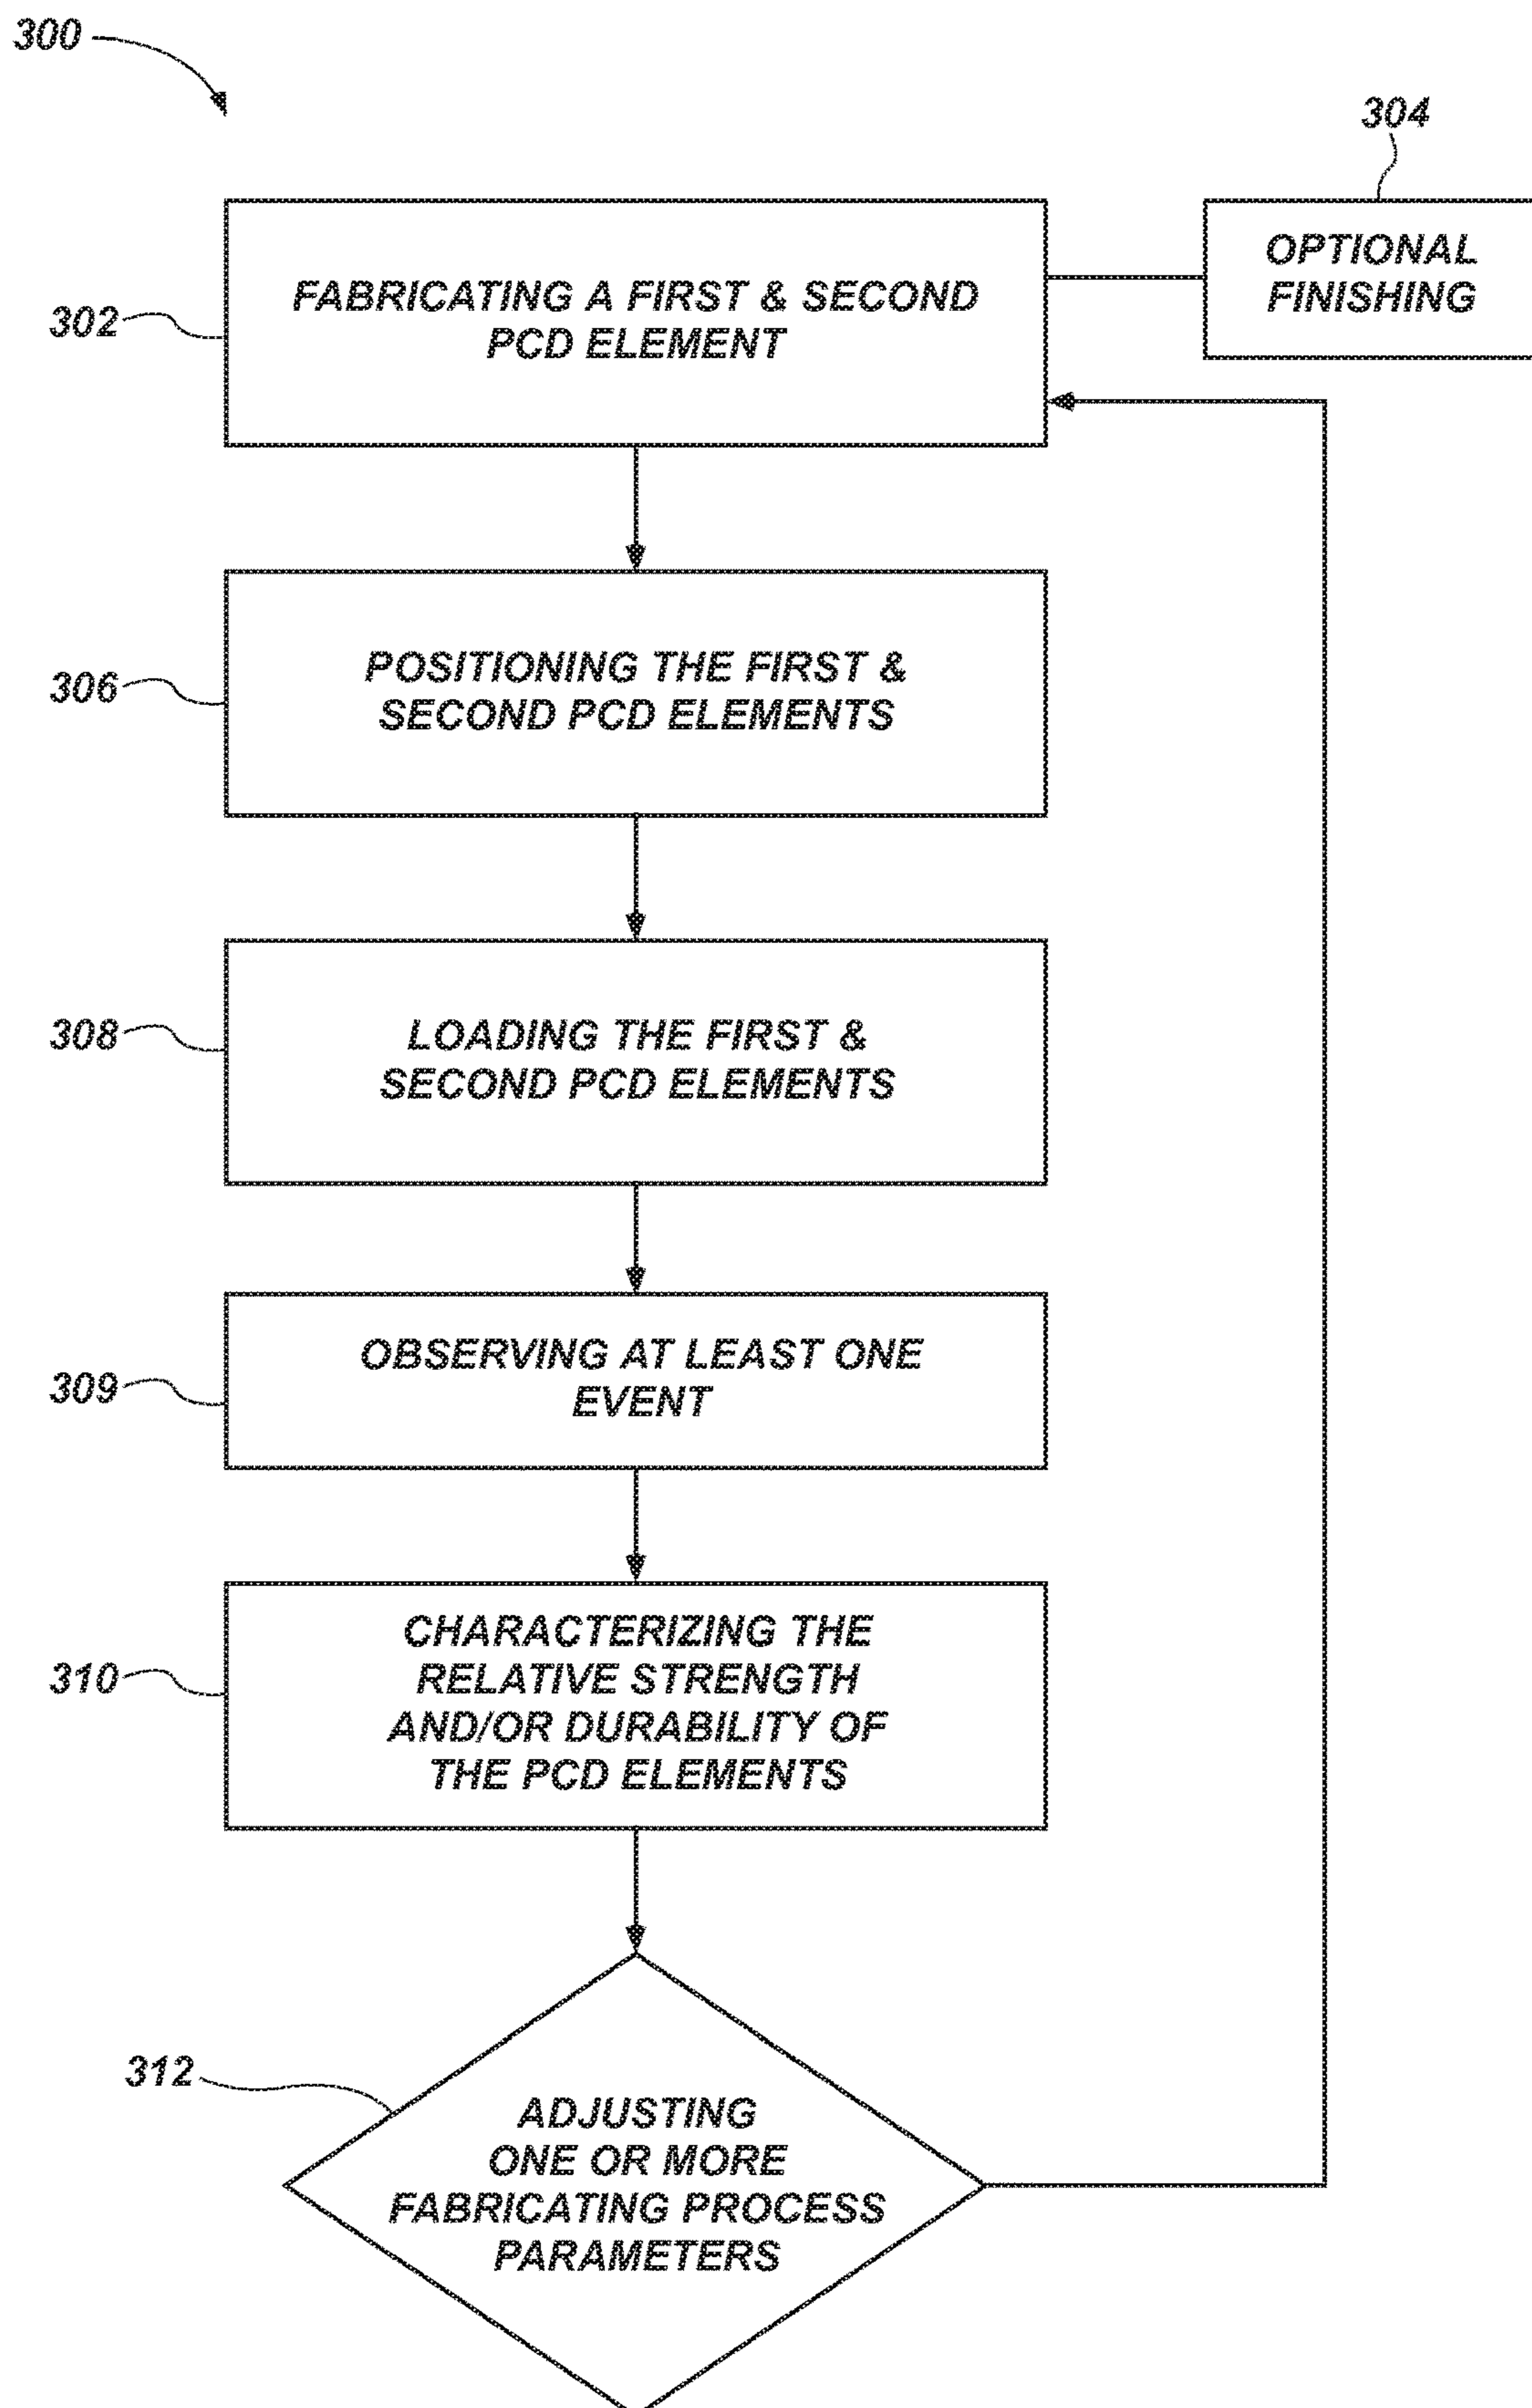 300
304
OPTIONAL
FINISHING
302
FABRICATING A FIRST & SECOND
PCD ELEMENT
306
POSITIONING THE FIRST &
SECOND PCD ELEMENTS
308
LOADING THE FIRST &
SECOND PCD ELEMENTS
309
OBSERVING AT LEAST ONE
EVENT
310
CHARACTERIZING THE
RELATIVE STRENGTH
AND/OR DURABILITY OF
THE PCD ELEMENTS
312
ADJUSTING
ONE OR MORE
FABRICATING PROCESS
PARAMETERS